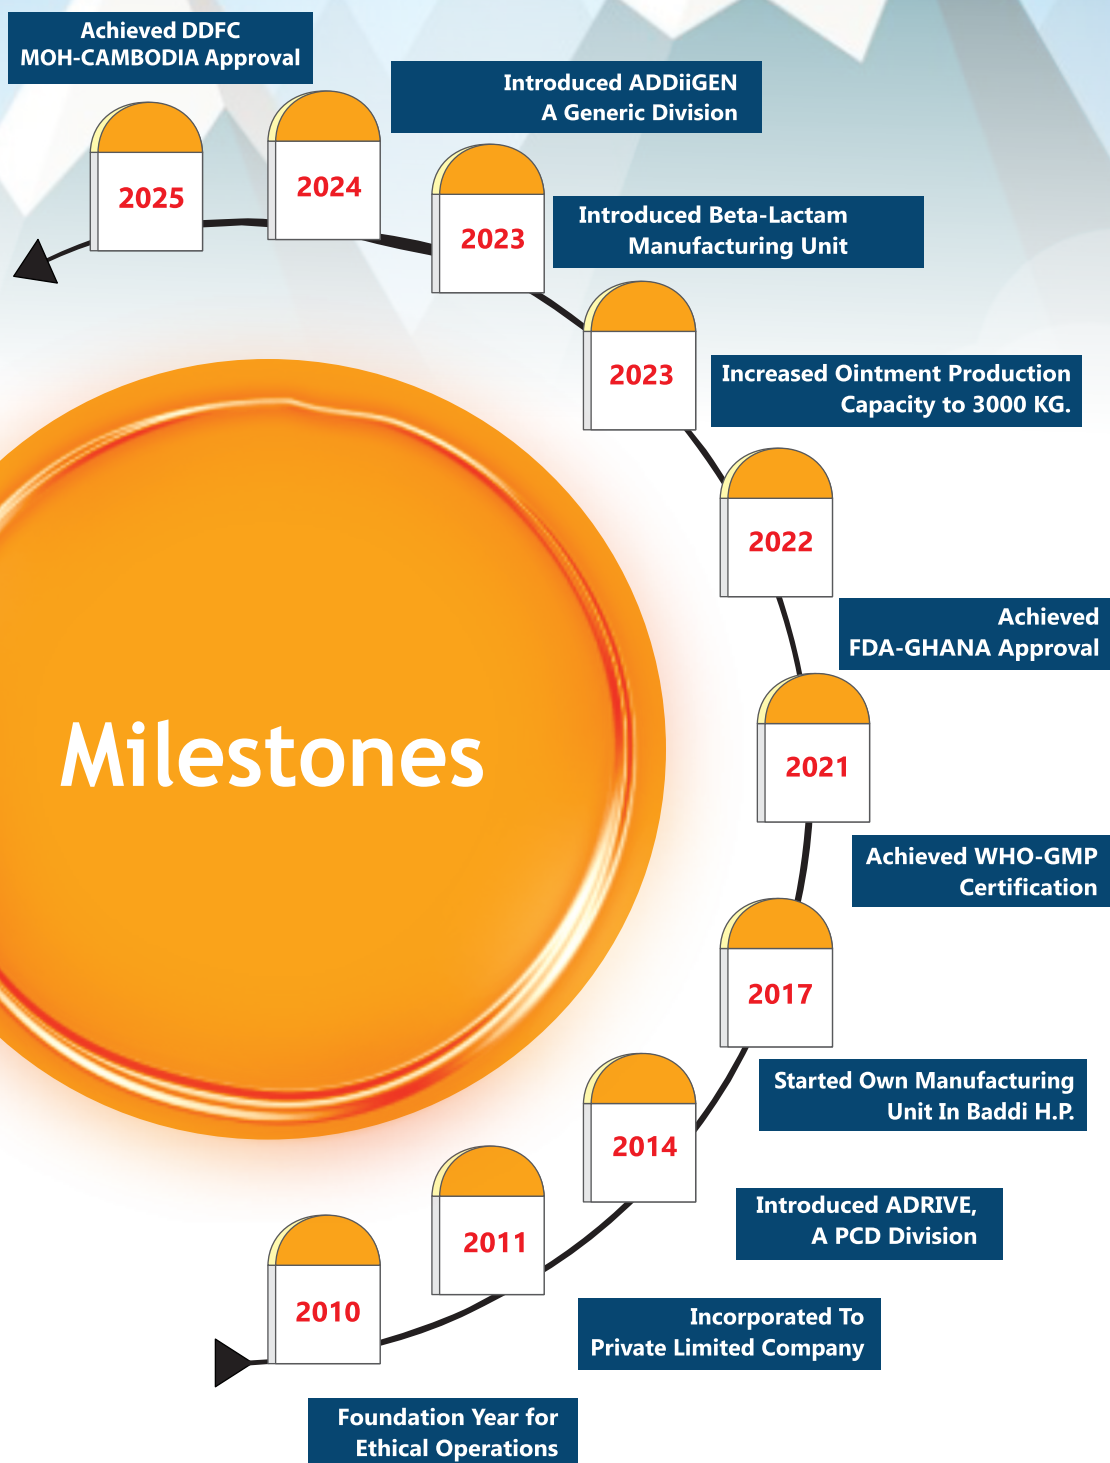 Achieved DDFC
MOH-CAMBODIA Approval
2025
2024
Introduced ADDiiGEN
A Generic Division
2023
Introduced Beta-Lactam
Manufacturing Unit
2023
Increased Ointment Production
Capacity to 3000 KG.
2022
Achieved
FDA-GHANA Approval
Milestones
2021
Achieved WHO-GMP
Certification
2017
Started Own Manufacturing
Unit In Baddi H.P.
2014
Introduced ADRIVE,
A PCD Division
2011
Incorporated To
Private Limited Company
2010
Foundation Year for
Ethical Operations